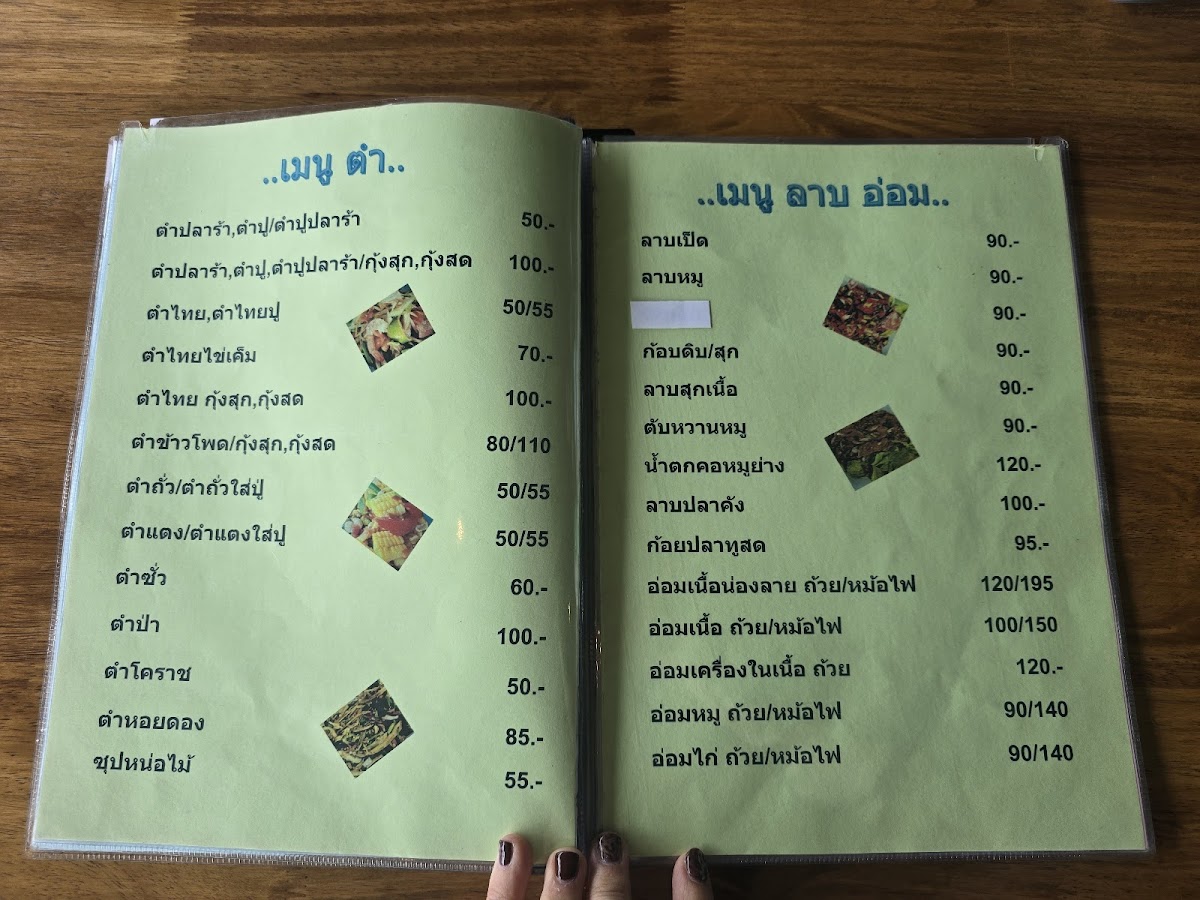 ..เมนู ตำ..
ตำปลาร้า,ตำปู/ตำปูปลาร้า 50.-
ตำปลาร้า,ตำปู,ตำปูปลาร้า/กุ้งสุก,กุ้งสด 100.-
ตำไทย,ตำไทยปู 50/55
ตำไทยไข่เค็ม 70.-
ตำไทย กุ้งสุก,กุ้งสด 100.-
ตำข้าวโพด/กุ้งสุก,กุ้งสด 80/110
ตำถั่ว/ตำถั่วใส่ปู 50/55
ตำแตง/ตำแตงใส่ปู 50/55
ตำซั่ว 60.-
ตำป่า 100.-
ตำโคราช 50.-
ตำหอยดอง 85.-
ซุปหน่อไม้ 55.-
..เมนู ลาบ อ่อม..
ลาบเป็ด 90.-
ลาบหมู 90.-
90.-
ก้อยดิบ/สุก 90.-
ลาบสุกเนื้อ 90.-
ตับหวานหมู 90.-
น้ำตกคอหมูย่าง 120.-
ลาบปลาคัง 100.-
ก้อยปลาทูสด 95.-
อ่อมเนื้อน่องลาย ถ้วย/หม้อไฟ 120/195
อ่อมเนื้อ ถ้วย/หม้อไฟ 100/150
อ่อมเครื่องในเนื้อ ถ้วย 120.-
อ่อมหมู ถ้วย/หม้อไฟ 90/140
อ่อมไก่ ถ้วย/หม้อไฟ 90/140